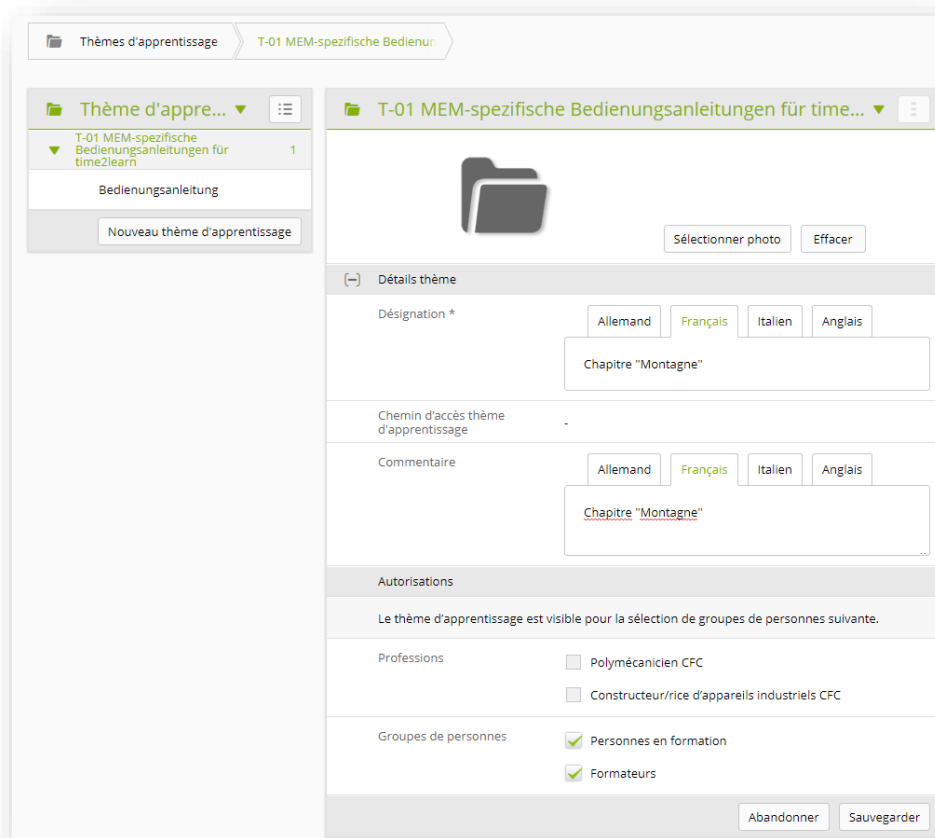 Thèmes d'apprentissage
T-01 MEM-spezifische Bedienun
Thème d'appre...
T-01 MEM-spezifische
Bedienungsanleitungen für
time2learn
1
Bedienungsanleitung
Nouveau thème d'apprentissage
T-01 MEM-spezifische Bedienungsanleitungen für time...
Sélectionner photo
Effacer
Détails thème
Désignation *
Allemand
Français
Italien
Anglais
Chapitre "Montagne"
Chemin d'accès thème
d'apprentissage
-
Commentaire
Allemand
Français
Italien
Anglais
Chapitre "Montagne"
Autorisations
Le thème d'apprentissage est visible pour la sélection de groupes de personnes suivante.
Professions
Polymécanicien CFC
Constructeur/rice d'appareils industriels CFC
Groupes de personnes
Personnes en formation
Formateurs
Abandonner
Sauvegarder